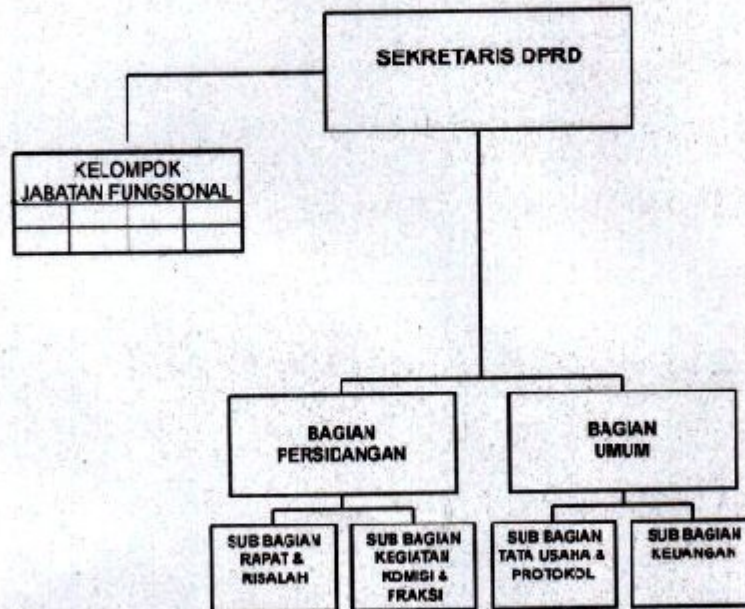 SEKRETARIS DPRD
KELOMPOK
JABATAN FUNGSIONAL
BAGIAN
PERSIDANGAN
BAGIAN
UMUM
SUB BAGIAN
RAPAT &
RISALAH
SUB BAGIAN
KEGIATAN
KOMISI &
FRAKSI
SUB BAGIAN
TATA USAHA &
PROTOKOL
SUB BAGIAN
KEUANGAN